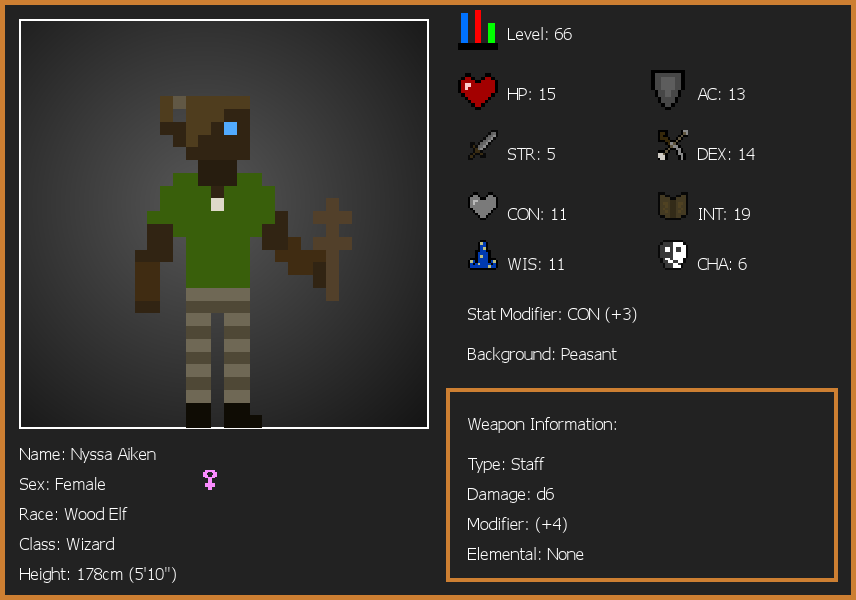 Level: 66
HP: 15
AC: 13
STR: 5
DEX: 14
CON: 11
INT: 19
WIS: 11
CHA: 6
Stat Modifier: CON (+3)
Background: Peasant
Weapon Information:
Type: Staff
Damage: d6
Modifier: (+4)
Elemental: None
Name: Nyssa Aiken
Sex: Female
Race: Wood Elf
Class: Wizard
Height: 178cm (5'10")